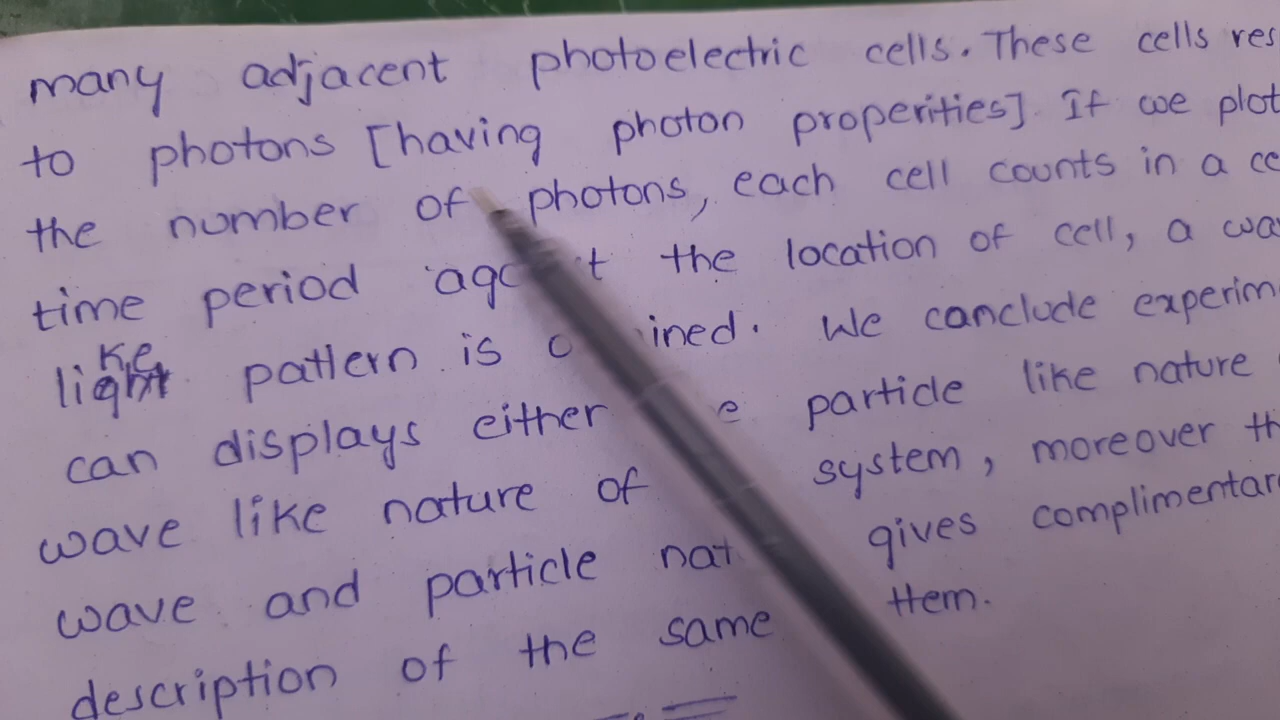 many adjacent photoelectric cells. These cells res
to photons [having photon properities] If we plot
the number of photons, each cell counts in a ce
time period the location of cell, a wa
like pattern is We canclude experim
can displays either particle like nature
wave like nature of system, moreover th
wave and particle nat gives complimentar
description of the same